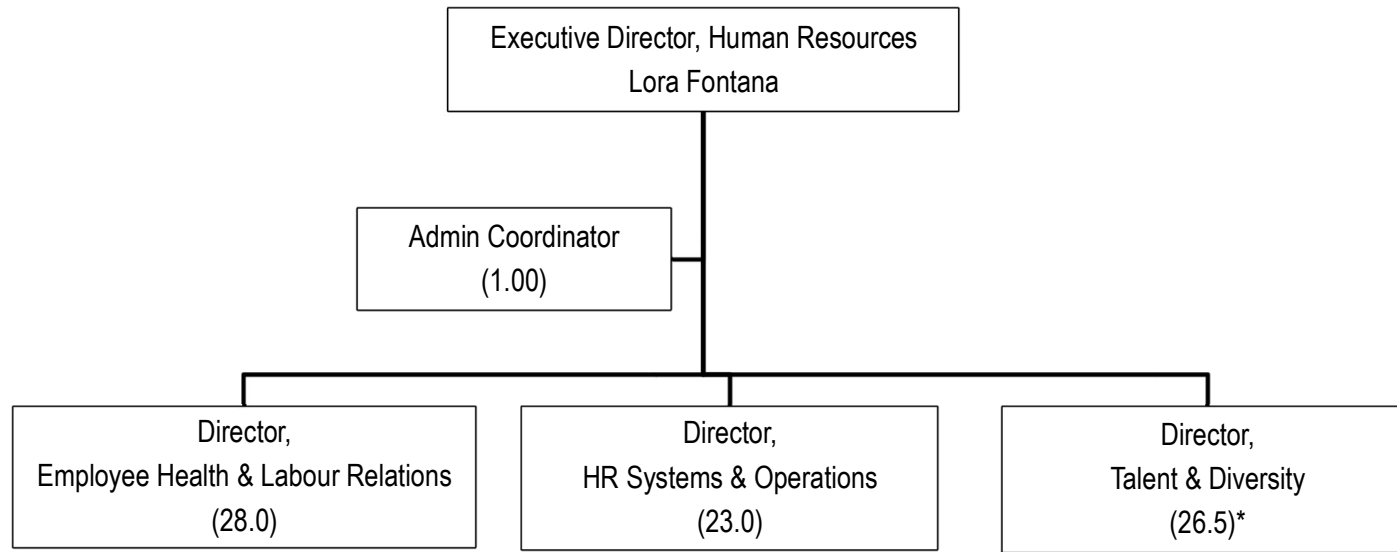 Executive Director, Human Resources
Lora Fontana
Admin Coordinator
(1.00)
Director,
Employee Health & Labour Relations
(28.0)
Director,
HR Systems & Operations
(23.0)
Director,
Talent & Diversity
(26.5)*